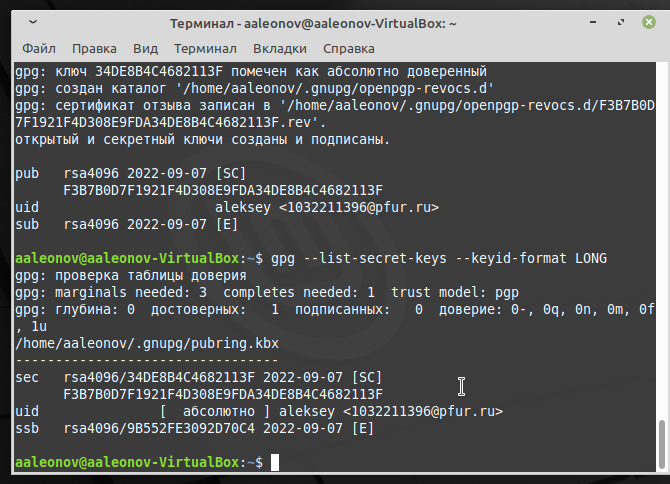 Терминал - aaleonov@aaleonov-VirtualBox: ~
Файл Правка Вид Терминал Вкладки Справка
gpg: ключ 34DE8B4C4682113F помечен как абсолютно доверенный
gpg: создан каталог '/home/aaleonov/.gnupg/openpgp-revocs.d'
gpg: сертификат отзыва записан в '/home/aaleonov/.gnupg/openpgp-revocs.d/F3B7B0D
7F1921F4D308E9FDA34DE8B4C4682113F.rev'.
открытый и секретный ключи созданы и подписаны.
pub rsa4096 2022-09-07 [SC]
F3B7B0D7F1921F4D308E9FDA34DE8B4C4682113F
uid aleksey <1032211396@pfur.ru>
sub rsa4096 2022-09-07 [E]
aaleonov@aaleonov-VirtualBox:~$ gpg --list-secret-keys --keyid-format LONG
gpg: проверка таблицы доверия
gpg: marginals needed: 3 completes needed: 1 trust model: pgp
gpg: глубина: 0 достоверных: 1 подписанных: 0 доверие: 0-, 0q, 0n, 0m, 0f
, 1u
/home/aaleonov/.gnupg/pubring.kbx
---------------------------------
sec rsa4096/34DE8B4C4682113F 2022-09-07 [SC]
F3B7B0D7F1921F4D308E9FDA34DE8B4C4682113F
uid [ абсолютно ] aleksey <1032211396@pfur.ru>
ssb rsa4096/9B552FE3092D70C4 2022-09-07 [E]
aaleonov@aaleonov-VirtualBox:~$